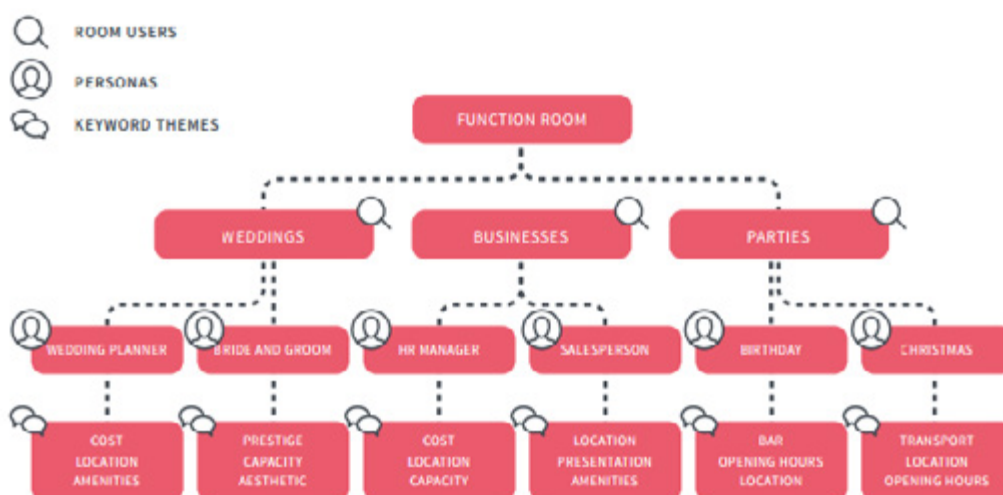 ROOM USERS
PERSONAS
KEYWORD THEMES
FUNCTION ROOM
WEDDINGS
BUSINESSES
PARTIES
WEDDING PLANNER
BRIDE AND GROOM
HR MANAGER
SALESPERSON
BIRTHDAY
CHRISTMAS
COST
LOCATION
AMENITIES
PRESTIGE
CAPACITY
AESTHETIC
COST
LOCATION
CAPACITY
LOCATION
PRESENTATION
AMENITIES
BAR
OPENING HOURS
LOCATION
TRANSPORT
LOCATION
OPENING HOURS